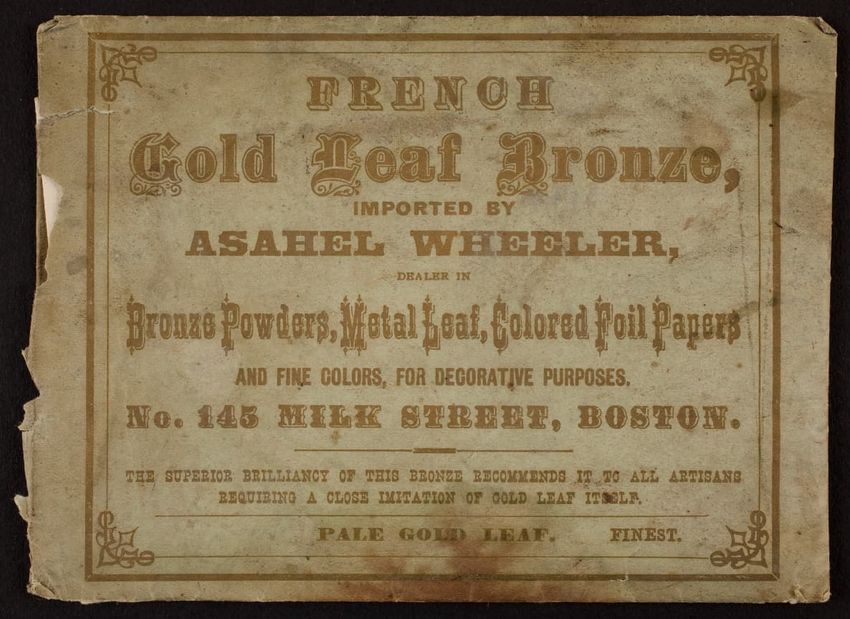 FRENCH
Gold Leaf Bronze,
IMPORTED BY
ASAHEL WHEELER,
DEALER IN
Bronze Powders, Metal Leaf, Colored Foil Papers
AND FINE COLORS, FOR DECORATIVE PURPOSES,
No. 145 MILK STREET, BOSTON.
THE SUPERIOR BRILLIANCY OF THIS BRONZE RECOMMENDS IT TO ALL ARTISANS
REQUIRING A CLOSE IMITATION OF GOLD LEAF ITSELF.
PALE GOLD LEAF. FINEST.